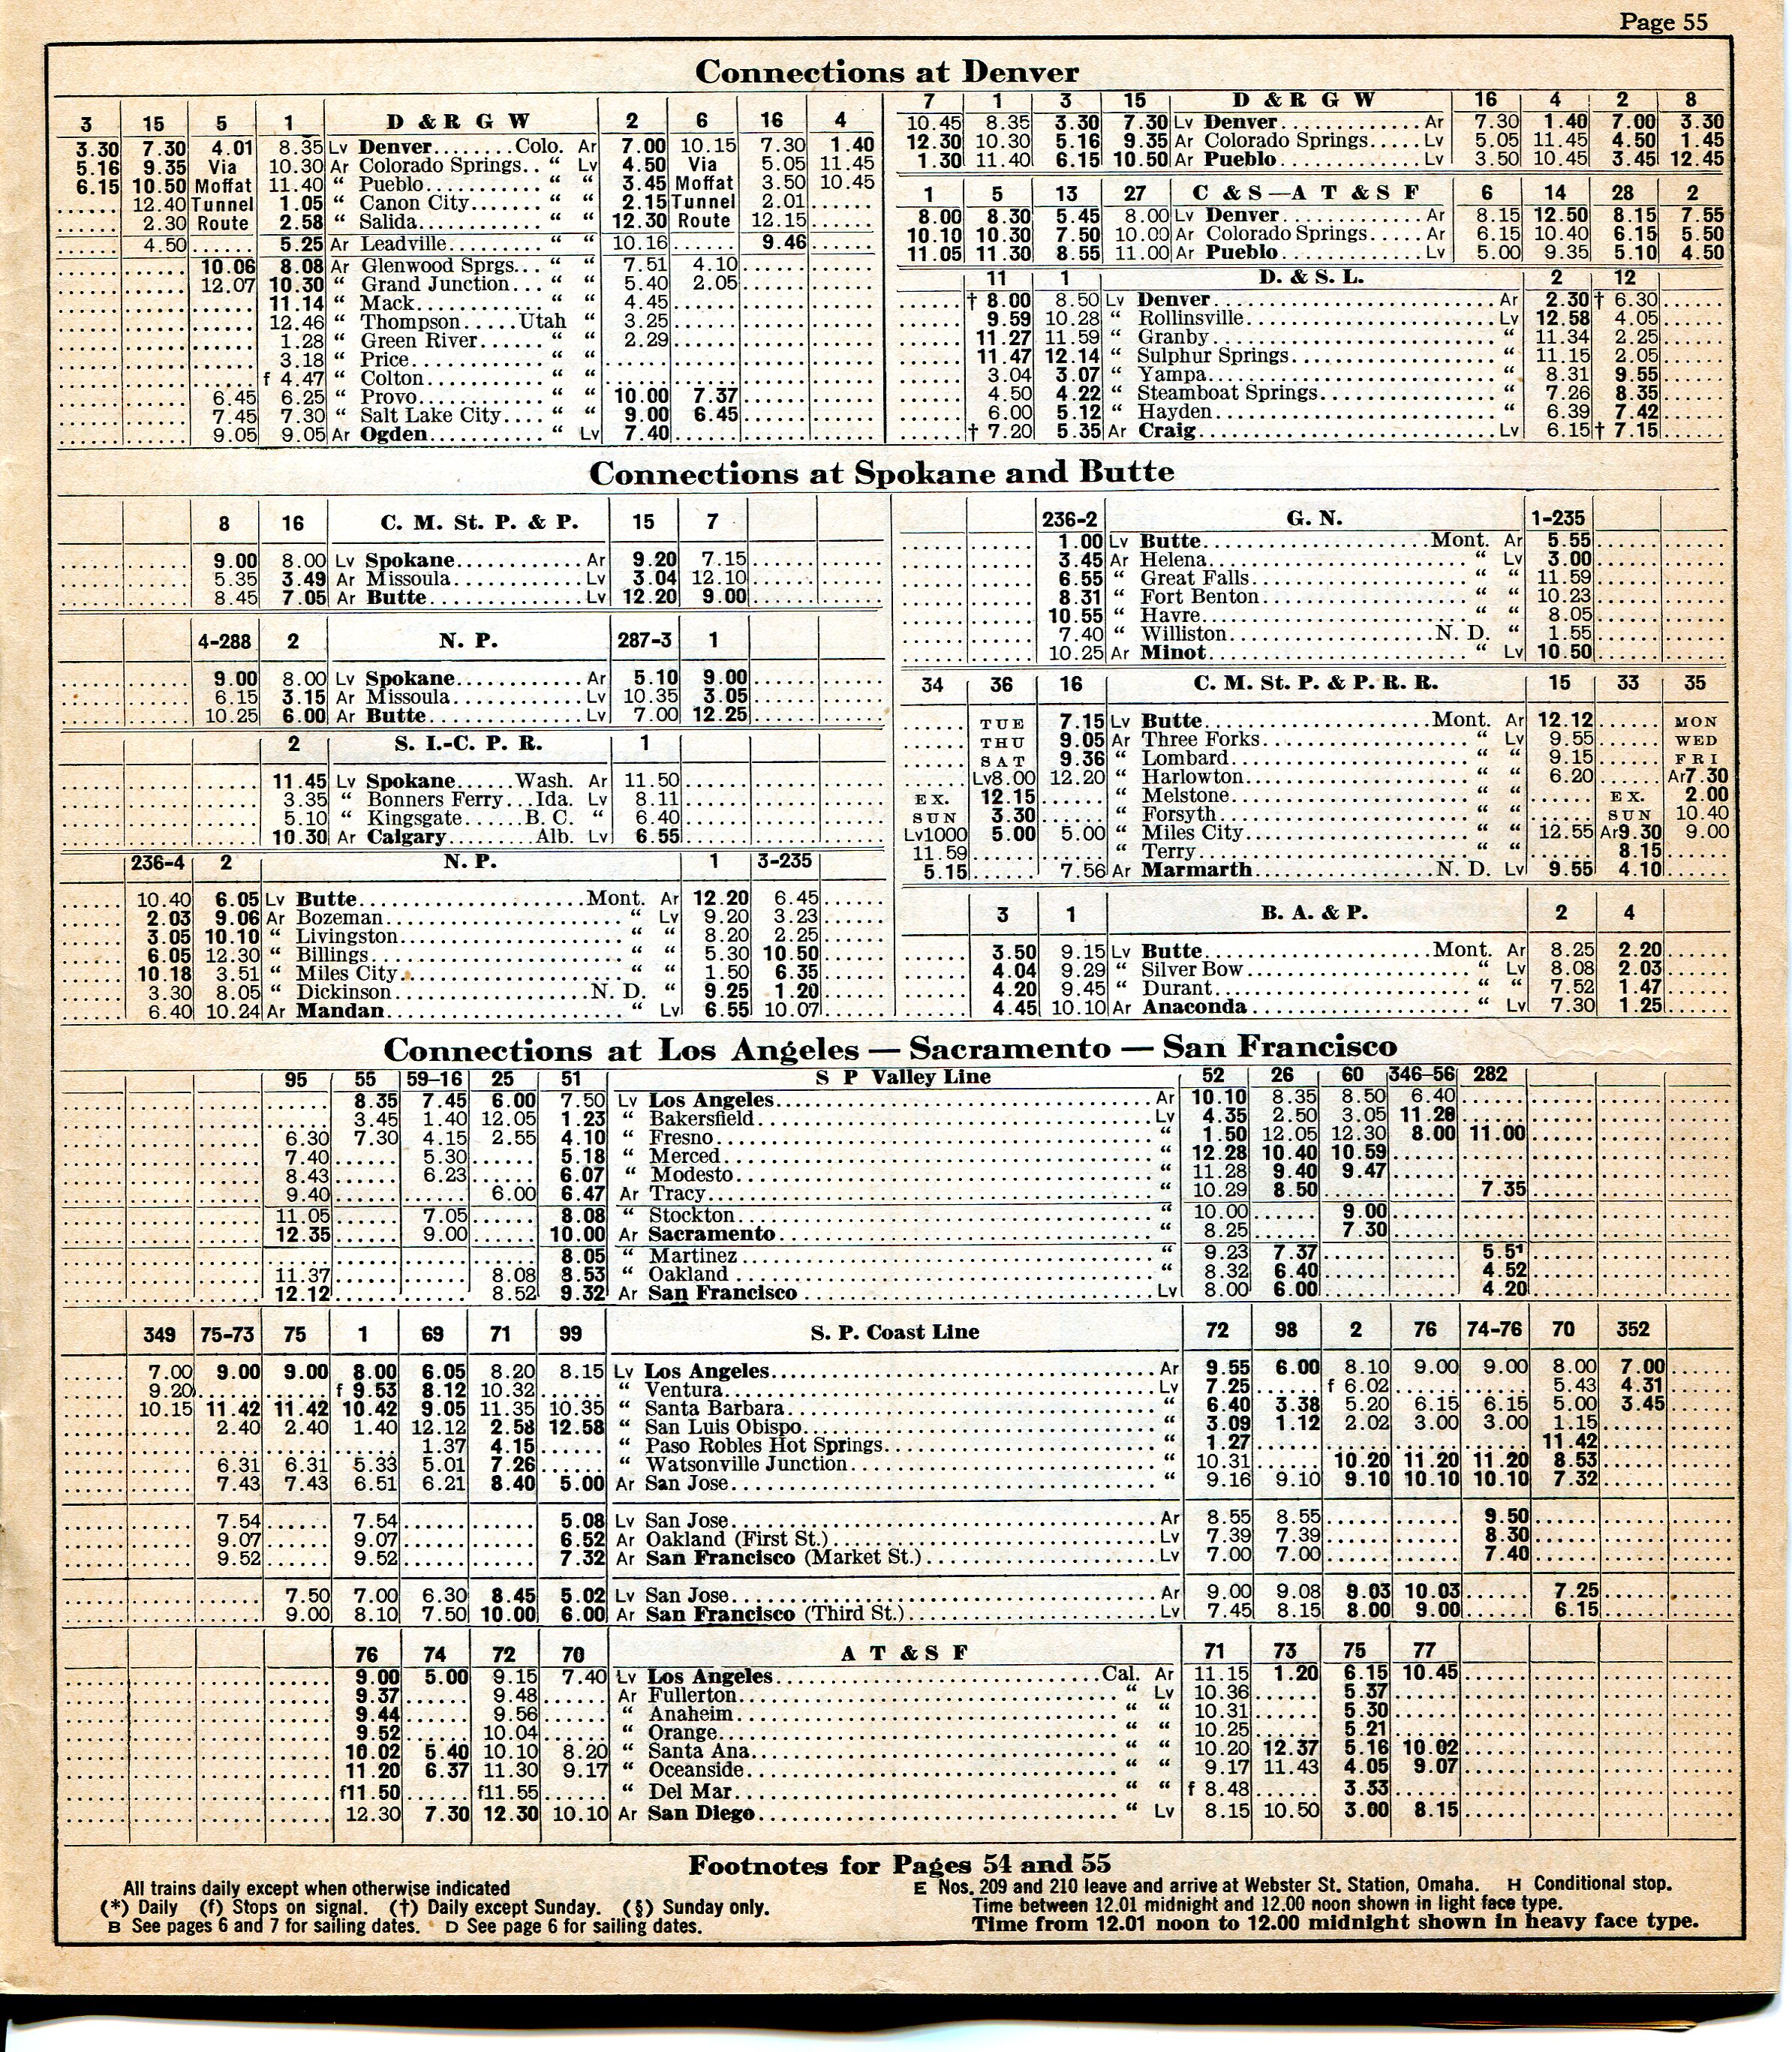 Page 55
Connections at Denver
3 15 5 1 D & R G W 2 6 16 4
3.30 7.30 4.01 8.35 Lv Denver........Colo. Ar 7.00 10.15 7.30 1.40
5.16 9.35 Via 10.30 Ar Colorado Springs.. “ Lv 4.50 Via 5.05 11.45
6.15 10.50 Moffat 11.40 “ Pueblo........... “ “ 3.45 Moffat 3.50 10.45
...... 12.40 Tunnel 1.05 “ Canon City....... “ “ 2.15 Tunnel 2.01 ......
...... 2.30 Route 2.58 “ Salida............ “ “ 12.30 Route 12.15 ......
...... 4.50 ...... 5.25 Ar Leadville......... “ “ 10.16 ...... 9.46 ......
...... ...... 10.06 8.08 Ar Glenwood Sprgs... “ “ 7.51 4.10 ...... ......
...... ...... 12.07 10.30 “ Grand Junction... “ “ 5.40 2.05 ...... ......
...... ...... ...... 11.14 “ Mack............. “ “ 4.45 ...... ...... ......
...... ...... ...... 12.46 “ Thompson.....Utah “ 3.25 ...... ...... ......
...... ...... ...... 1.28 “ Green River...... “ “ 2.29 ...... ...... ......
...... ...... ...... 3.18 “ Price............. “ “ ...... ...... ...... ......
...... ...... ...... f 4.47 “ Colton............ “ “ ...... ...... ...... ......
...... ...... 6.45 6.25 “ Provo............. “ “ 10.00 7.37 ...... ......
...... ...... 7.45 7.30 “ Salt Lake City.... “ “ 9.00 6.45 ...... ......
...... ...... 9.05 9.05 Ar Ogden........... “ Lv 7.40 ...... ...... ......
7 1 3 15 D & R G W 16 4 2 8
10.45 8.35 3.30 7.30 Lv Denver............... Ar 7.30 1.40 7.00 3.30
12.30 10.30 5.16 9.35 Ar Colorado Springs..... Lv 5.05 11.45 4.50 1.45
1.30 11.40 6.15 10.50 Ar Pueblo............... Lv 3.50 10.45 3.45 12.45
1 5 13 27 C & S—A T & S F 6 14 28 2
8.00 8.30 5.45 8.00 Lv Denver............ Ar 8.15 12.50 8.15 7.55
10.10 10.30 7.50 10.00 Ar Colorado Springs..... Ar 6.15 10.40 6.15 5.50
11.05 11.30 8.55 11.00 Ar Pueblo............ Lv 5.00 9.35 5.10 4.50
11 1 D. & S. L. 2 12
† 8.00 8.50 Lv Denver........................ Ar 2.30 † 6.30 ......
...... 9.59 10.28 “ Rollinsville........................ Lv 12.58 4.05 ......
...... 11.27 11.59 “ Granby........................ “ 11.34 2.25 ......
...... 11.47 12.14 “ Sulphur Springs........................ “ 11.15 2.05 ......
...... 3.04 3.07 “ Yampa........................ “ 8.31 9.55 ......
...... 4.50 4.22 “ Steamboat Springs........................ “ 7.26 8.35 ......
...... 6.00 5.12 “ Hayden........................ “ 6.39 7.42 ......
...... † 7.20 5.35 Ar Craig........................ Lv 6.15 † 7.15 ......
Connections at Spokane and Butte
8 16 C. M. St. P. & P. 15 7
...... ...... 9.00 8.00 Lv Spokane............ Ar 9.20 7.15 ...... ......
...... ...... 5.35 3.49 Ar Missoula............ Lv 3.04 12.10 ...... ......
...... ...... 8.45 7.05 Ar Butte............... Lv 12.20 9.00 ...... ......
4-288 2 N. P. 287-3 1
...... ...... 9.00 8.00 Lv Spokane............ Ar 5.10 9.00 ...... ......
...... ...... 6.15 3.15 Ar Missoula............ Lv 10.35 3.05 ...... ......
...... ...... 10.25 6.00 Ar Butte............... Lv 7.00 12.25 ...... ......
2 S. I.-C. P. R. 1
...... ...... ...... 11.45 Lv Spokane......Wash. Ar 11.50 ...... ...... ......
...... ...... ...... 3.35 “ Bonners Ferry...Ida. Lv 8.11 ...... ...... ......
...... ...... ...... 5.10 “ Kingsgate......B. C. “ 6.40 ...... ...... ......
...... ...... ...... 10.30 Ar Calgary.........Alb. Lv 6.55 ...... ...... ......
236-4 2 N. P. 1 3-235
...... 10.40 6.05 Lv Butte........................Mont. Ar 12.20 6.45 ......
...... 2.03 9.06 Ar Bozeman........................ “ Lv 9.20 3.23 ......
...... 3.05 10.10 “ Livingston........................ “ “ 8.20 2.25 ......
...... 6.05 12.30 “ Billings........................ “ “ 5.30 10.50 ......
...... 10.18 3.51 “ Miles City........................ “ “ 1.50 6.35 ......
...... 3.30 8.05 “ Dickinson..................N. D. “ 9.25 1.20 ......
...... 6.40 10.24 Ar Mandan........................ “ Lv 6.55 10.07 ......
236-2 G. N. 1-235
...... ...... 1.00 Lv Butte........................Mont. Ar 5.55 ...... ......
...... ...... 3.45 Ar Helena........................ “ Lv 3.00 ...... ......
...... ...... 6.55 “ Great Falls........................ “ “ 11.59 ...... ......
...... ...... 8.31 “ Fort Benton........................ “ “ 10.23 ...... ......
...... ...... 10.55 “ Havre........................ “ “ 8.05 ...... ......
...... ...... 7.40 “ Williston........................N. D. “ 1.55 ...... ......
...... ...... 10.25 Ar Minot........................ “ Lv 10.50 ...... ......
34 36 16 C. M. St. P. & P. R. R. 15 33 35
...... TUE 7.15 Lv Butte........................Mont. Ar 12.12 ...... MON
...... THU 9.05 Ar Three Forks........................ “ Lv 9.55 ...... WED
...... SAT 9.36 “ Lombard........................ “ “ 9.15 ...... FRI
...... Lv8.00 12.20 “ Harlowton........................ “ “ 6.20 ...... Ar7.30
EX. 12.15 ...... “ Melstone........................ “ “ ...... EX. 2.00
SUN 3.30 ...... “ Forsyth........................ “ “ ...... SUN 10.40
Lv1000 5.00 5.00 “ Miles City........................ “ “ 12.55 Ar9.30 9.00
11.59 ...... ...... “ Terry........................ “ “ ...... 8.15 ......
5.15 ...... 7.56 Ar Marmarth..................N. D. Lv 9.55 4.10 ......
3 1 B. A. & P. 2 4
...... 3.50 9.15 Lv Butte........................Mont. Ar 8.25 2.20 ......
...... 4.04 9.29 “ Silver Bow........................ “ Lv 8.08 2.03 ......
...... 4.20 9.45 “ Durant........................ “ “ 7.52 1.47 ......
...... 4.45 10.10 Ar Anaconda........................ “ Lv 7.30 1.25 ......
Connections at Los Angeles — Sacramento — San Francisco
95 55 59–16 25 51 S P Valley Line 52 26 60 346–56 282
...... 8.35 7.45 6.00 7.50 Lv Los Angeles........................ Ar 10.10 8.35 8.50 6.40 ......
...... 3.45 1.40 12.05 1.23 “ Bakersfield........................ Lv 4.35 2.50 3.05 11.20 ......
6.30 7.30 4.15 2.55 4.10 “ Fresno........................ “ 1.50 12.05 12.30 8.00 11.00
7.40 ...... 5.30 ...... 5.18 “ Merced........................ “ 12.28 10.40 10.59 ...... ......
8.43 ...... 6.23 ...... 6.07 “ Modesto........................ “ 11.28 9.40 9.47 ...... ......
9.40 ...... ...... 6.00 6.47 Ar Tracy........................ “ 10.29 8.50 ...... ...... 7.35
11.05 ...... 7.05 ...... 8.08 “ Stockton........................ “ 10.00 ...... 9.00 ...... ......
12.35 ...... 9.00 ...... 10.00 Ar Sacramento........................ “ 8.25 ...... 7.30 ...... ......
...... ...... ...... ...... 8.05 “ Martinez........................ “ 9.23 7.37 ...... ...... 5 51
11.37 ...... ...... 8.08 8.53 “ Oakland........................ “ 8.32 6.40 ...... ...... 4.52
12.12 ...... ...... 8.52 9.32 Ar San Francisco........................ Lv 8.00 6.00 ...... ...... 4.20
349 75-73 75 1 69 71 99 S. P. Coast Line 72 98 2 76 74-76 70 352
7.00 9.00 9.00 8.00 6.05 8.20 8.15 Lv Los Angeles........................ Ar 9.55 6.00 8.10 9.00 9.00 8.00 7.00
9.20 ...... ...... f 9.53 8.12 10.32 ...... “ Ventura........................ Lv 7.25 ...... f 6.02 ...... ...... 5.43 4.31
10.15 11.42 11.42 10.42 9.05 11.35 10.35 “ Santa Barbara........................ “ 6.40 3.38 5.20 6.15 6.15 5.00 3.45
...... 2.40 2.40 1.40 12.12 2.58 12.58 “ San Luis Obispo........................ “ 3.09 1.12 2.02 3.00 3.00 1.15 ......
...... ...... ...... ...... 1.37 4.15 ...... “ Paso Robles Hot Springs........................ “ 1.27 ...... ...... ...... ...... 11.42 ......
...... 6.31 6.31 5.33 5.01 7.26 ...... “ Watsonville Junction........................ “ 10.31 ...... 10.20 11.20 11.20 8.53 ......
...... 7.43 7.43 6.51 6.21 8.40 5.00 Ar San Jose........................ “ 9.16 9.10 9.10 10.10 10.10 7.32 ......
...... 7.54 ...... 7.54 ...... ...... 5.08 Lv San Jose........................ Ar 8.55 8.55 ...... ...... 9.50 ...... ......
...... 9.07 ...... 9.07 ...... ...... 6.52 Ar Oakland (First St.)........................ Lv 7.39 7.39 ...... ...... 8.30 ...... ......
...... 9.52 ...... 9.52 ...... ...... 7.32 Ar San Francisco (Market St.)........................ Lv 7.00 7.00 ...... ...... 7.40 ...... ......
...... ...... 7.50 7.00 6.30 8.45 5.02 Lv San Jose........................ Ar 9.00 9.08 9.03 10.03 ...... 7.25 ......
...... ...... 9.00 8.10 7.50 10.00 6.00 Ar San Francisco (Third St.)........................ Lv 7.45 8.15 8.00 9.00 ...... 6.15 ......
76 74 72 70 A T & S F 71 73 75 77
9.00 5.00 9.15 7.40 Lv Los Angeles........................Cal. Ar 11.15 1.20 6.15 10.45
9.37 ...... 9.48 ...... Ar Fullerton........................ “ Lv 10.36 ...... 5.37 ......
9.44 ...... 9.56 ...... “ Anaheim........................ “ “ 10.31 ...... 5.30 ......
9.52 ...... 10.04 ...... “ Orange........................ “ “ 10.25 ...... 5.21 ......
10.02 5.40 10.10 8.20 “ Santa Ana........................ “ “ 10.20 12.37 5.16 10.02
11.20 6.37 11.30 9.17 “ Oceanside........................ “ “ 9.17 11.43 4.05 9.07
f11.50 ...... f11.55 ...... “ Del Mar........................ “ “ f 8.48 ...... 3.33 ......
12.30 7.30 12.30 10.10 Ar San Diego........................ “ Lv 8.15 10.50 3.00 8.15
Footnotes for Pages 54 and 55
All trains daily except when otherwise indicated
(*) Daily (f) Stops on signal. (†) Daily except Sunday. (§) Sunday only.
B See pages 6 and 7 for sailing dates. D See page 6 for sailing dates.
E Nos. 209 and 210 leave and arrive at Webster St. Station, Omaha. H Conditional stop.
Time between 12.01 midnight and 12.00 noon shown in light face type.
Time from 12.01 noon to 12.00 midnight shown in heavy face type.